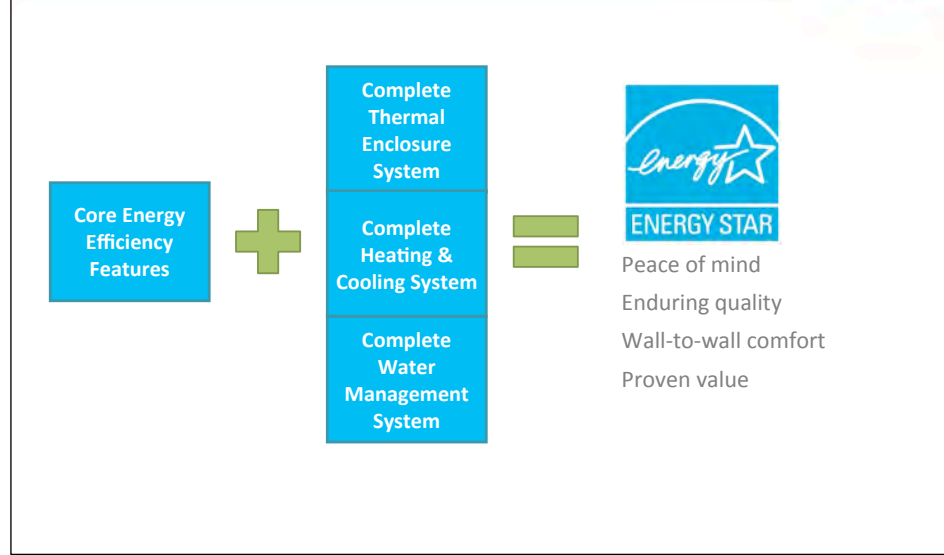 Core Energy
Efficiency
Features
Complete
Thermal
Enclosure
System
Complete
Heating &
Cooling System
Complete
Water
Management
System
energy
ENERGY STAR
Peace of mind
Enduring quality
Wall-to-wall comfort
Proven value